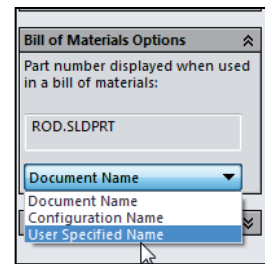 Bill of Materials Options
Part number displayed when used
in a bill of materials:
ROD.SLDPRT
Document Name
Document Name
Configuration Name
User Specified Name